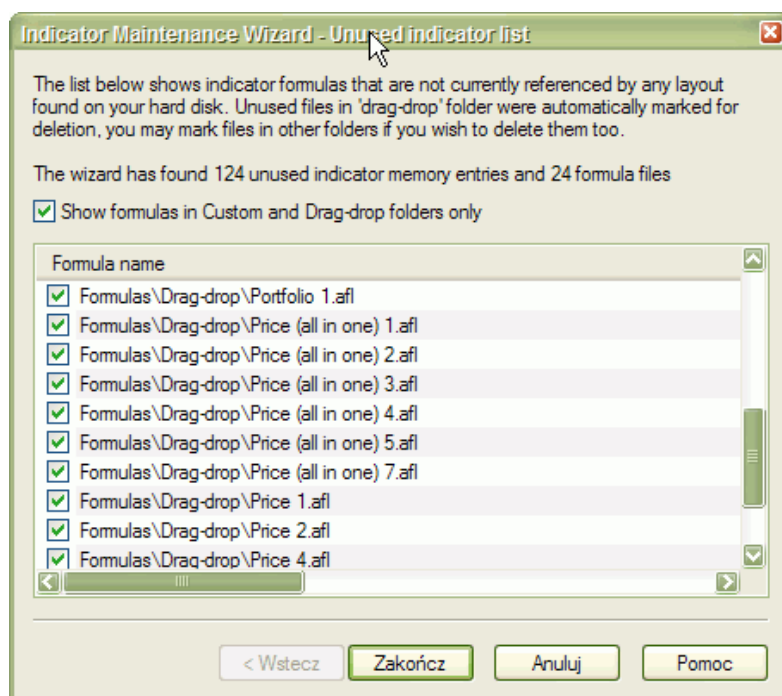 Indicator Maintenance Wizard - Unused indicator list
The list below shows indicator formulas that are not currently referenced by any layout
found on your hard disk. Unused files in 'drag-drop' folder were automatically marked for
deletion, you may mark files in other folders if you wish to delete them too.
The wizard has found 124 unused indicator memory entries and 24 formula files
Show formulas in Custom and Drag-drop folders only
Formula name
Formulas\Drag-drop\Portfolio 1.afl
Formulas\Drag-drop\Price (all in one) 1.afl
Formulas\Drag-drop\Price (all in one) 2.afl
Formulas\Drag-drop\Price (all in one) 3.afl
Formulas\Drag-drop\Price (all in one) 4.afl
Formulas\Drag-drop\Price (all in one) 5.afl
Formulas\Drag-drop\Price (all in one) 7.afl
Formulas\Drag-drop\Price 1.afl
Formulas\Drag-drop\Price 2.afl
Formulas\Drag-drop\Price 4.afl
< Wstecz Zakończ Anuluj Pomoc